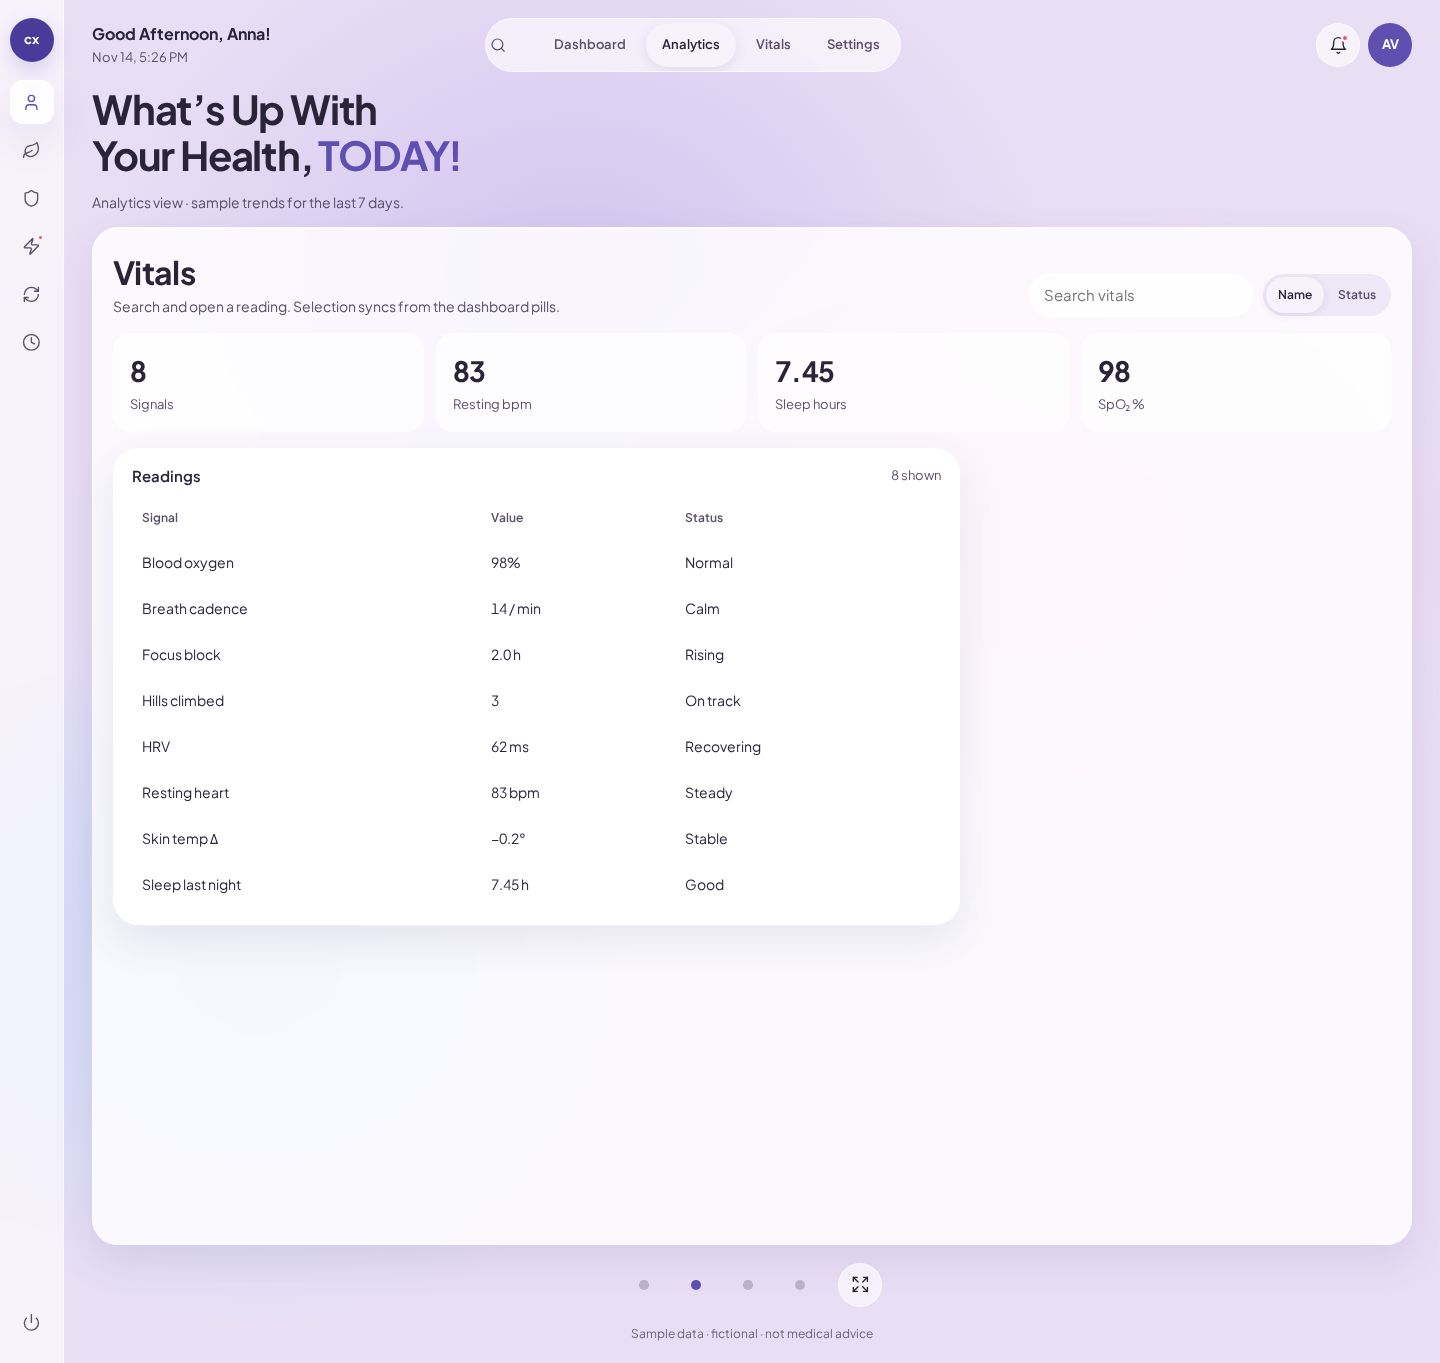 cx
Good Afternoon, Anna!
Nov 14, 5:26 PM
Dashboard
Analytics
Vitals
Settings
AV
What’s Up With
Your Health, TODAY!
Analytics view · sample trends for the last 7 days.
Vitals
Search and open a reading. Selection syncs from the dashboard pills.
Search vitals
Name
Status
8
Signals
83
Resting bpm
7.45
Sleep hours
98
SpO₂ %
Readings
8 shown
Signal Value Status
Blood oxygen 98% Normal
Breath cadence 14 / min Calm
Focus block 2.0 h Rising
Hills climbed 3 On track
HRV 62 ms Recovering
Resting heart 83 bpm Steady
Skin temp Δ −0.2° Stable
Sleep last night 7.45 h Good
Sample data · fictional · not medical advice